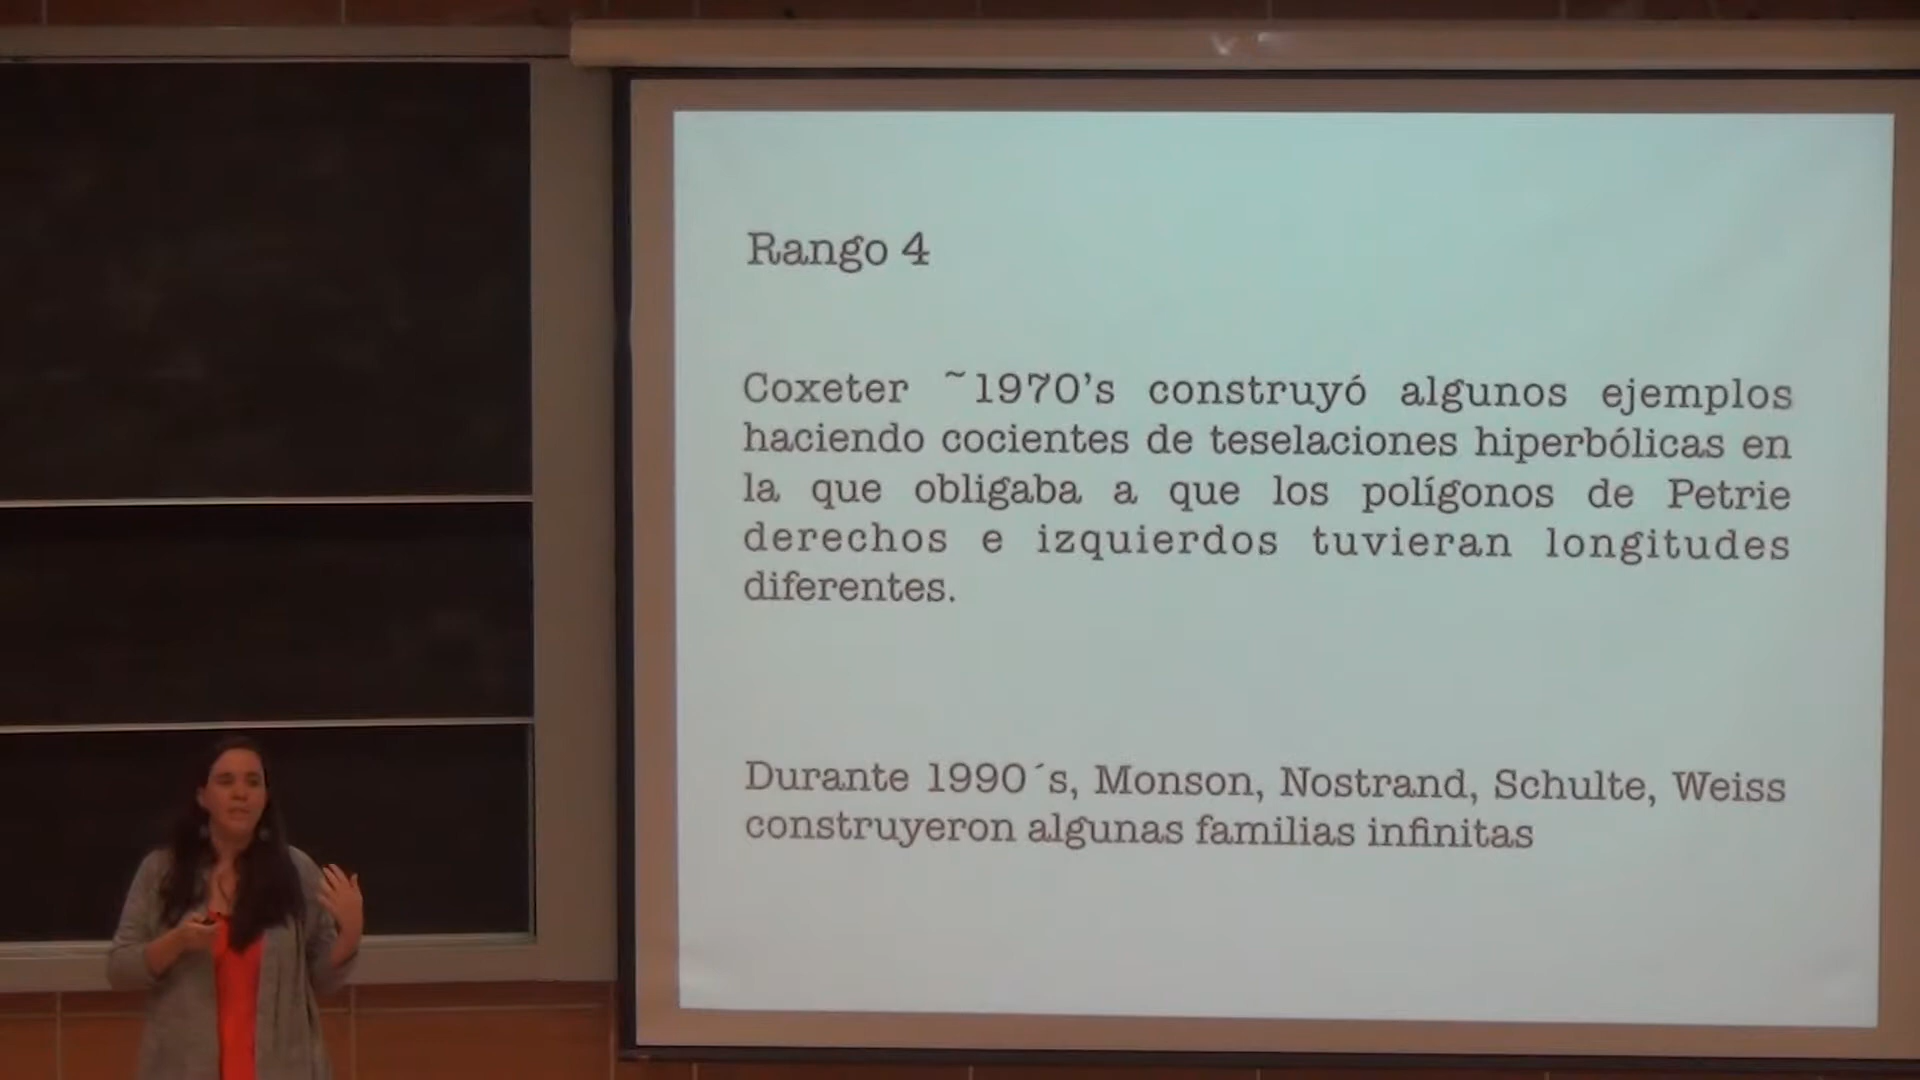 Rango 4
Coxeter ~1970's construyó algunos ejemplos
haciendo cocientes de teselaciones hiperbólicas en
la que obligaba a que los polígonos de Petrie
derechos e izquierdos tuvieran longitudes
diferentes.
Durante 1990´s, Monson, Nostrand, Schulte, Weiss
construyeron algunas familias infinitas